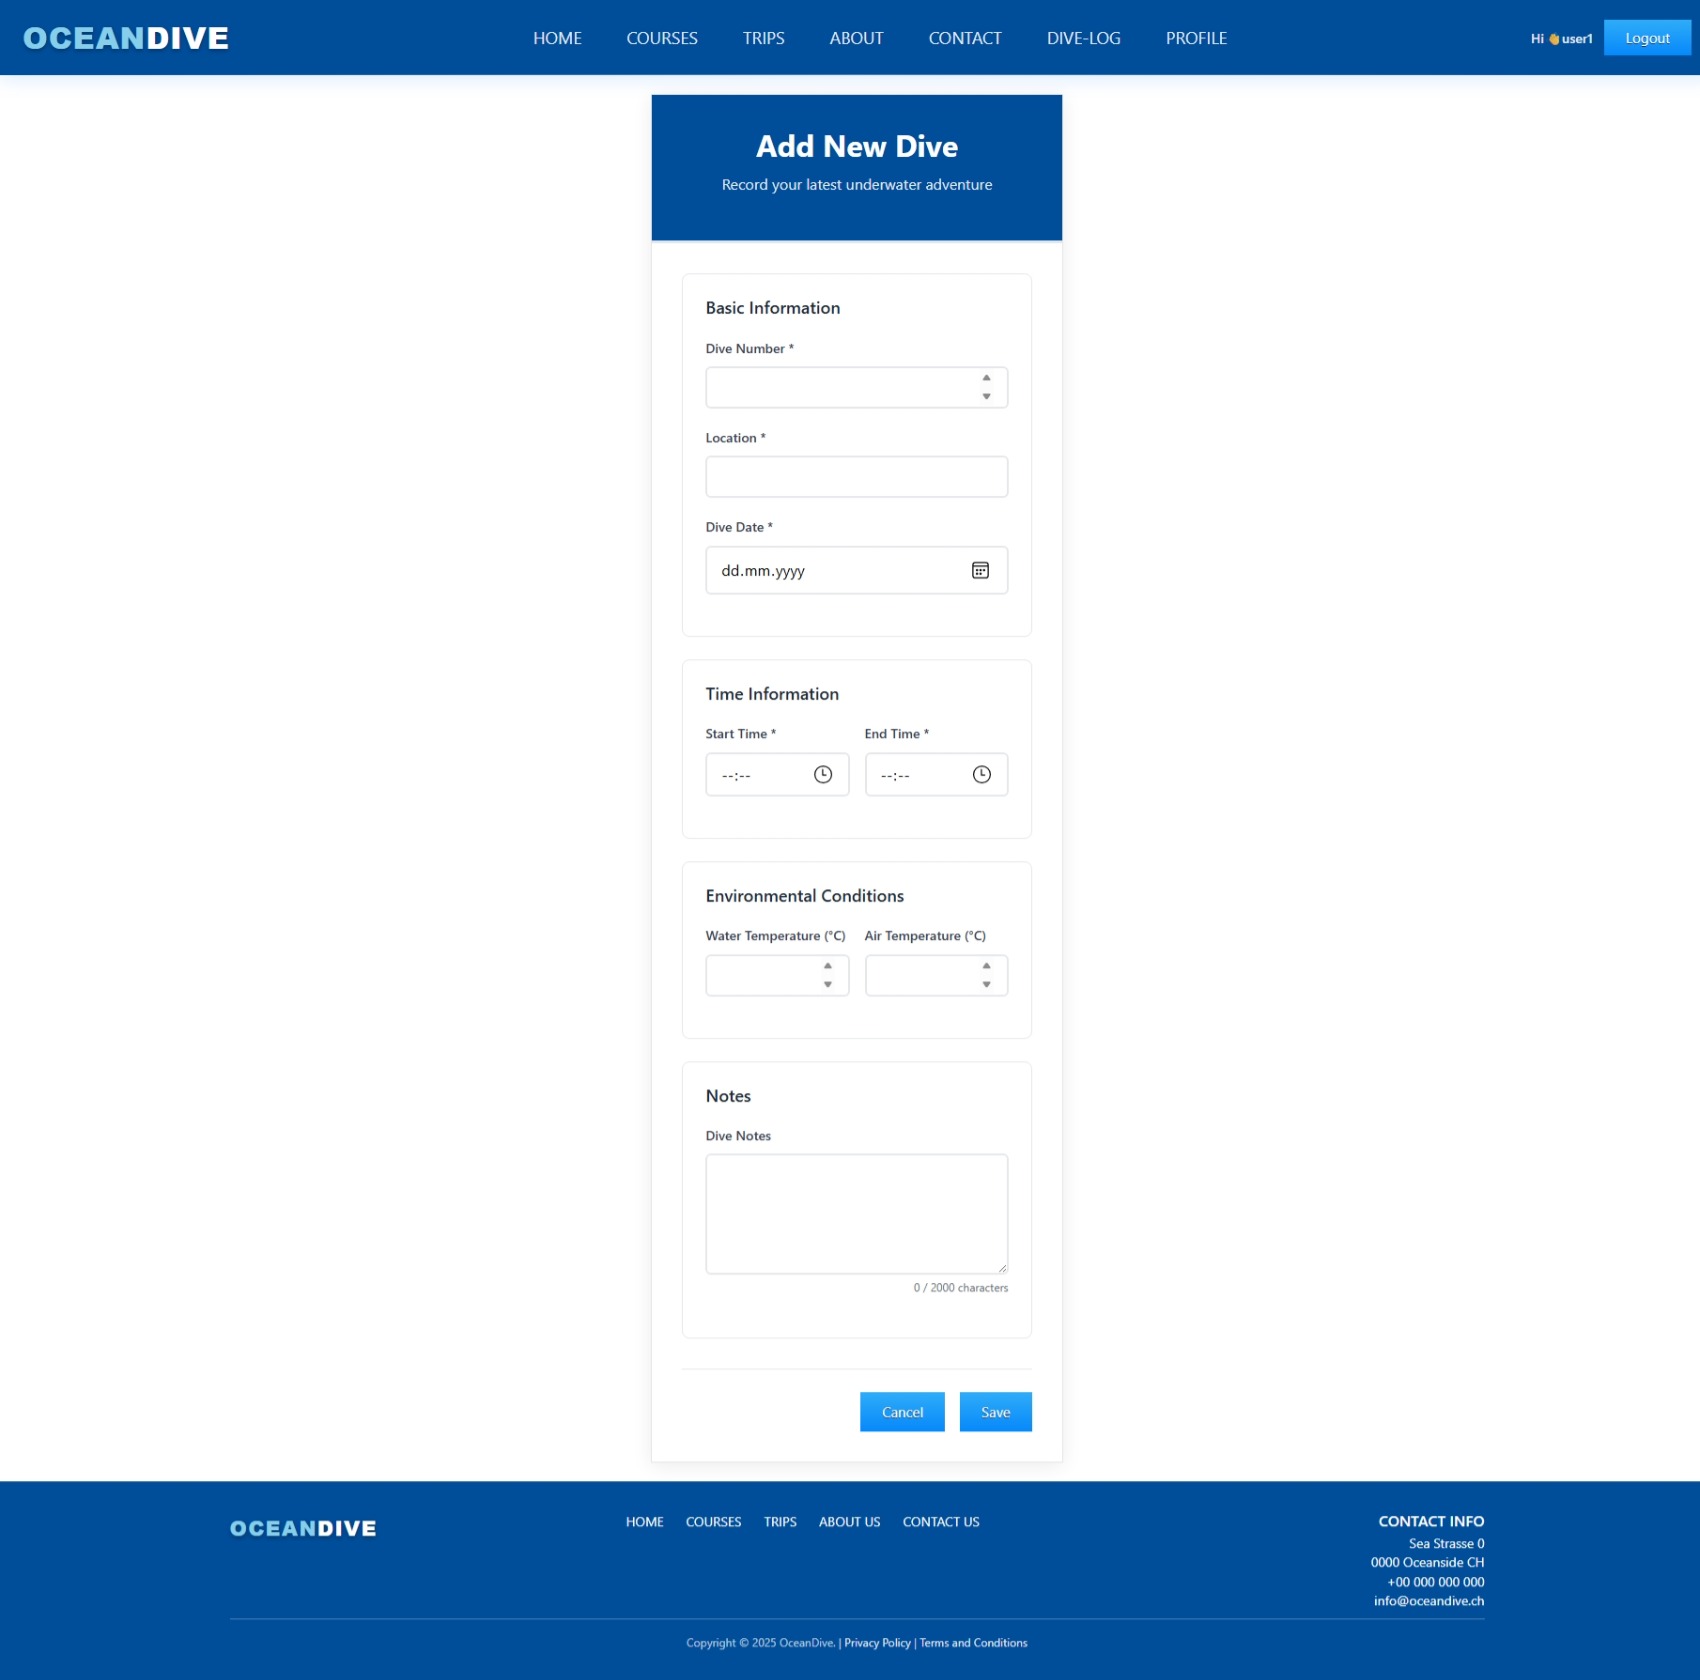 OCEANDIVE
HOME COURSES TRIPS ABOUT CONTACT DIVE-LOG PROFILE
Hi 👋 user1 Logout
Add New Dive
Record your latest underwater adventure
Basic Information
Dive Number *
Location *
Dive Date *
dd.mm.yyyy
Time Information
Start Time * End Time *
--:-- --:--
Environmental Conditions
Water Temperature (°C) Air Temperature (°C)
Notes
Dive Notes
0 / 2000 characters
Cancel Save
OCEANDIVE
HOME COURSES TRIPS ABOUT US CONTACT US
CONTACT INFO
Sea Strasse 0
0000 Oceanside CH
+00 000 000 000
info@oceandive.ch
Copyright © 2025 OceanDive. | Privacy Policy | Terms and Conditions